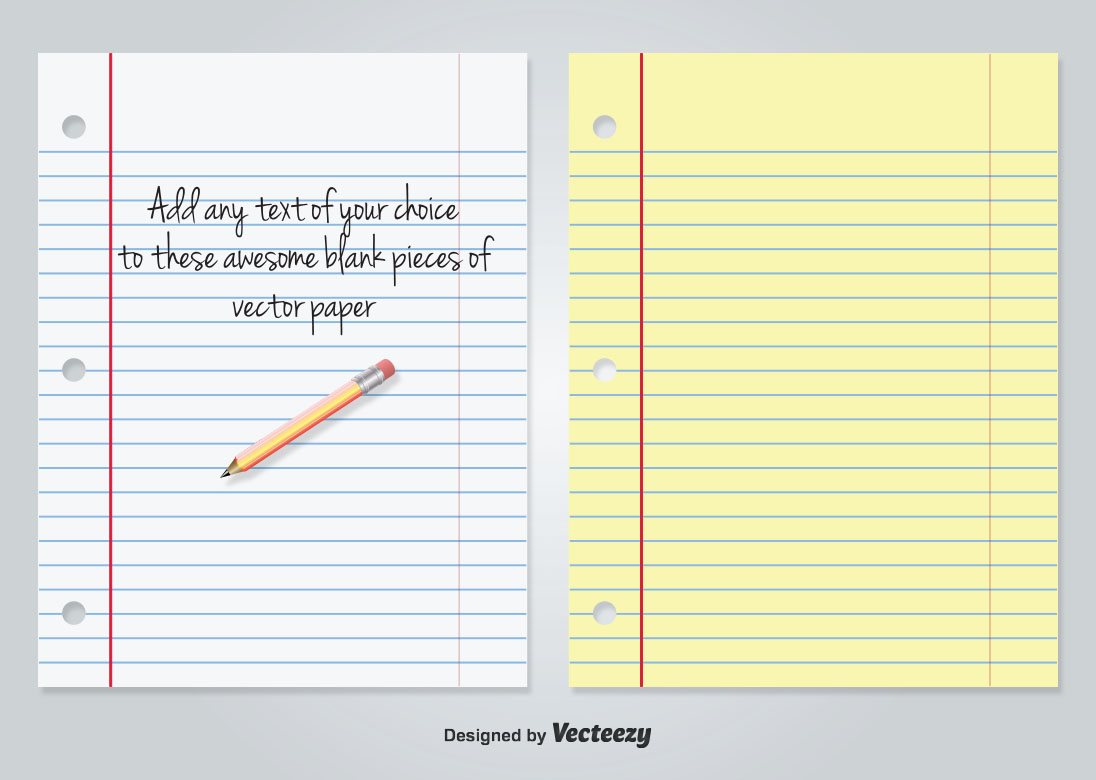 Add any text of your choice
to these awesome blank pieces of
vector paper
Designed by Vecteezy